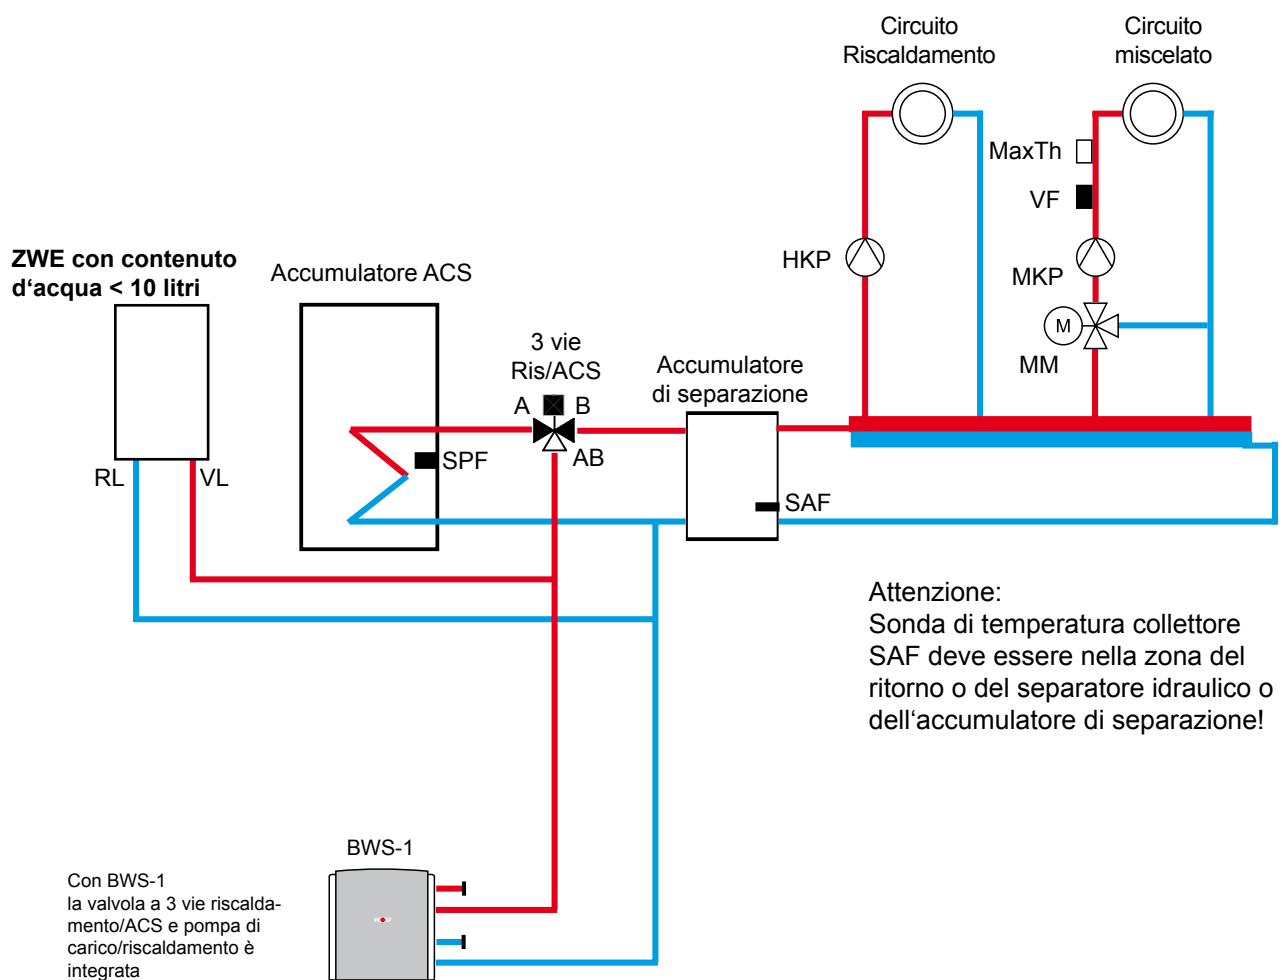 Circuito
Riscaldamento
Circuito
miscelato
MaxTh
VF
HKP
MKP
M
MM
ZWE con contenuto
d‘acqua < 10 litri
Accumulatore ACS
3 vie
Ris/ACS
A
B
AB
Accumulatore
di separazione
RL
VL
SPF
SAF
Attenzione:
Sonda di temperatura collettore
SAF deve essere nella zona del
ritorno o del separatore idraulico o
dell‘accumulatore di separazione!
BWS-1
Con BWS-1
la valvola a 3 vie riscalda-
mento/ACS e pompa di
carico/riscaldamento è
integrata